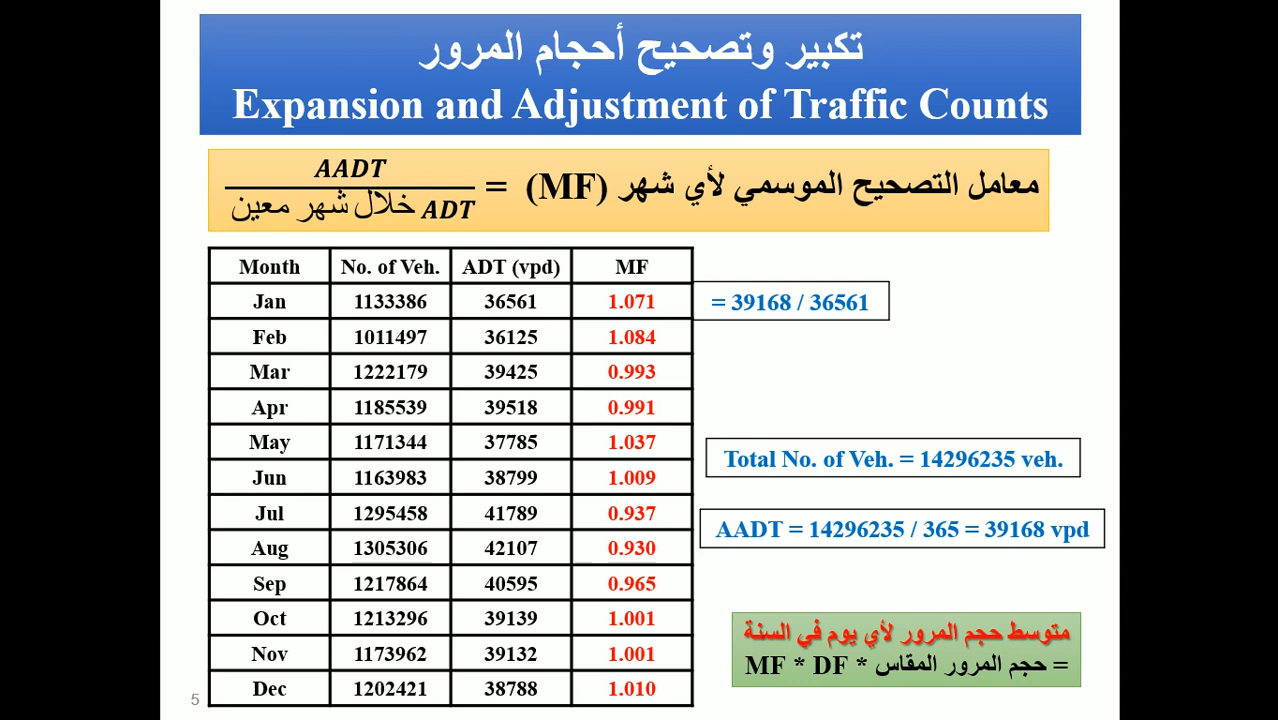 تكبير وتصحيح أحجام المرور
Expansion and Adjustment of Traffic Counts
معامل التصحيح الموسمي لأي شهر (MF) = AADT / ADT خلال شهر معين
Month No. of Veh. ADT (vpd) MF
Jan 1133386 36561 1.071 = 39168 / 36561
Feb 1011497 36125 1.084
Mar 1222179 39425 0.993
Apr 1185539 39518 0.991
May 1171344 37785 1.037
Total No. of Veh. = 14296235 veh.
Jun 1163983 38799 1.009
Jul 1295458 41789 0.937
AADT = 14296235 / 365 = 39168 vpd
Aug 1305306 42107 0.930
Sep 1217864 40595 0.965
Oct 1213296 39139 1.001
Nov 1173962 39132 1.001
Dec 1202421 38788 1.010
متوسط حجم المرور لأي يوم في السنة
= حجم المرور المقاس * MF * DF
5